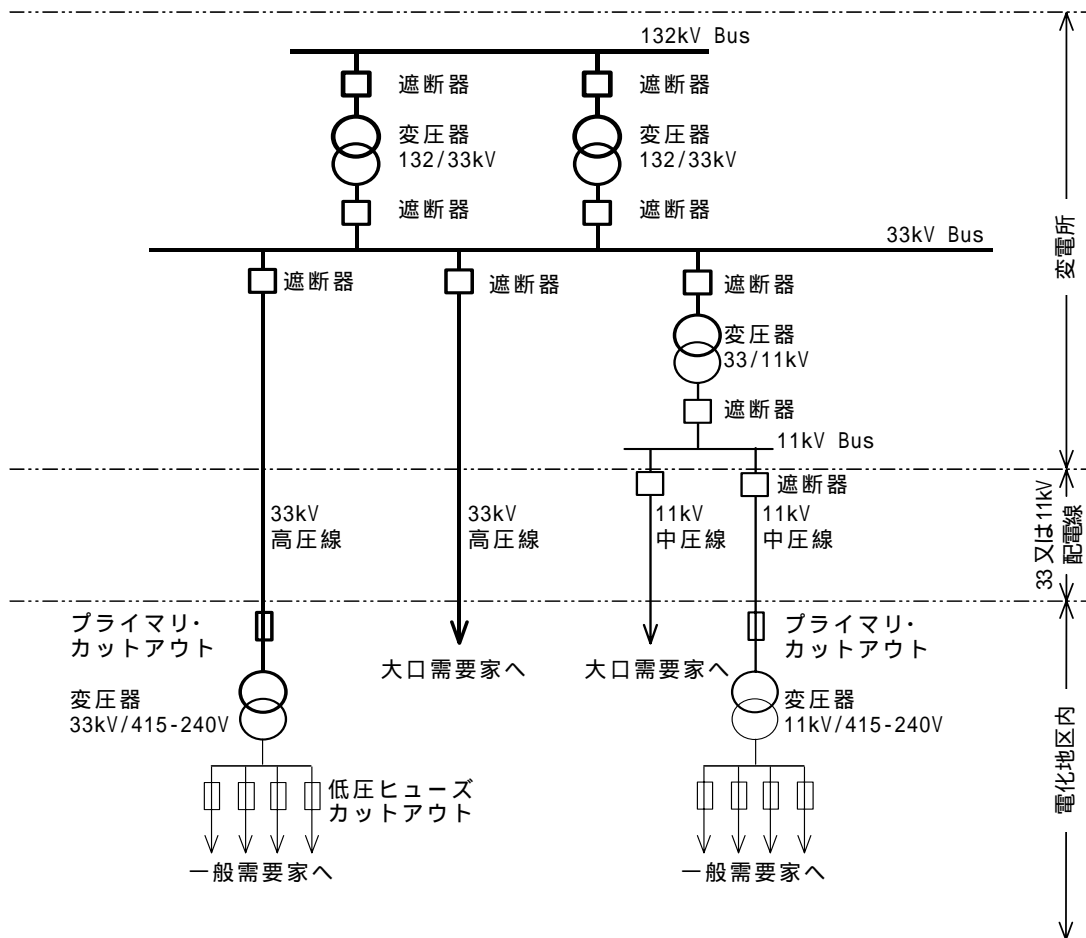 132kV Bus
遮断器
遮断器
変圧器
132/33kV
変圧器
132/33kV
遮断器
遮断器
33kV Bus
遮断器
遮断器
遮断器
変圧器
33/11kV
遮断器
11kV Bus
遮断器
33kV
高圧線
33kV
高圧線
11kV
中圧線
11kV
中圧線
プライマリ・
カットアウト
大口需要家へ
大口需要家へ
プライマリ・
カットアウト
変圧器
33kV/415-240V
変圧器
11kV/415-240V
低圧ヒューズ
カットアウト
一般需要家へ
一般需要家へ
変電所
33又は11kV
配電線
電化地区内